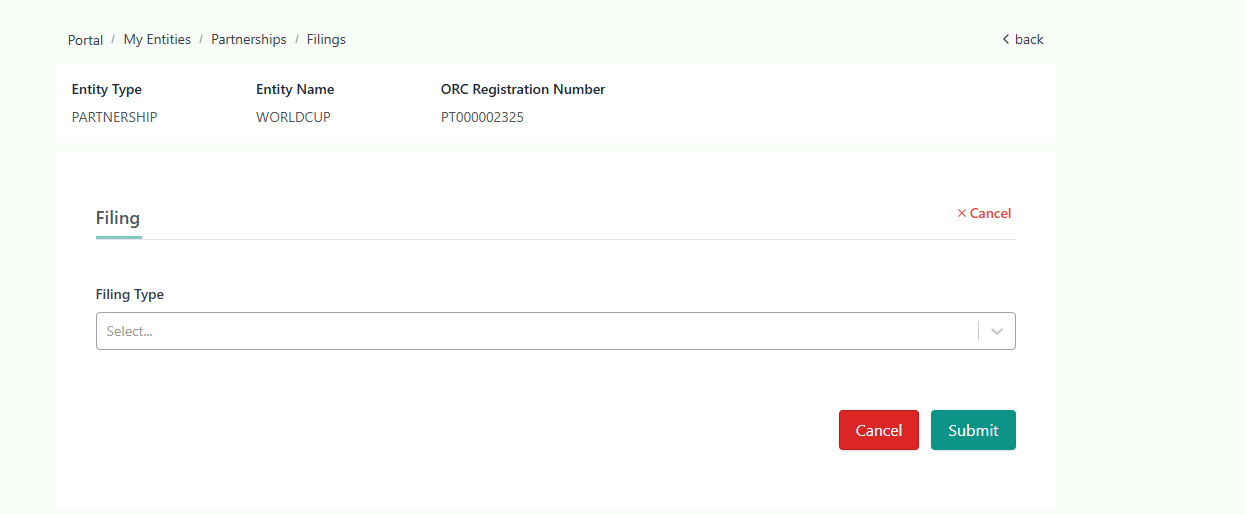 Portal / My Entities / Partnerships / Filings
back
Entity Type Entity Name ORC Registration Number
PARTNERSHIP WORLDCUP PT000002325
Filing
Cancel
Filing Type
Select...
Cancel Submit